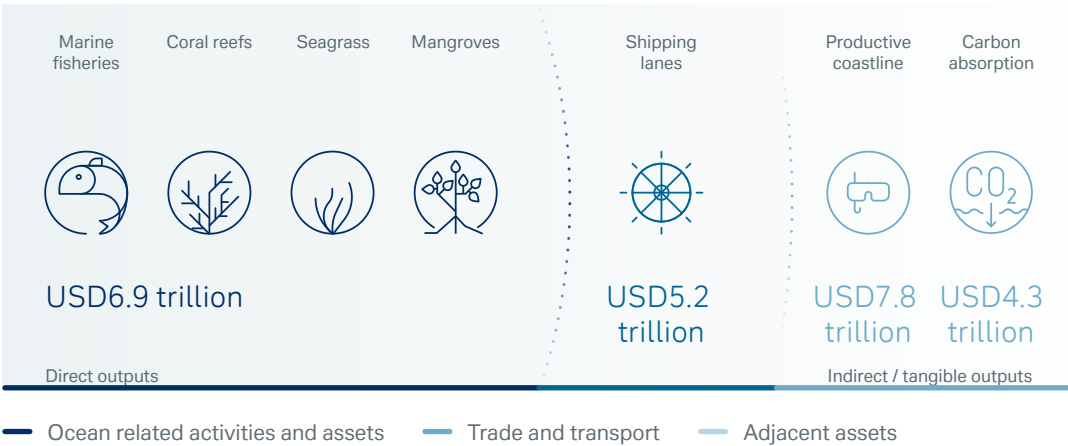 Marine
fisheries
Coral reefs
Seagrass
Mangroves
Shipping
lanes
Productive
coastline
Carbon
absorption
CO2
USD6.9 trillion
USD5.2
trillion
USD7.8
trillion
USD4.3
trillion
Direct outputs
Indirect / tangible outputs
Ocean related activities and assets
Trade and transport
Adjacent assets